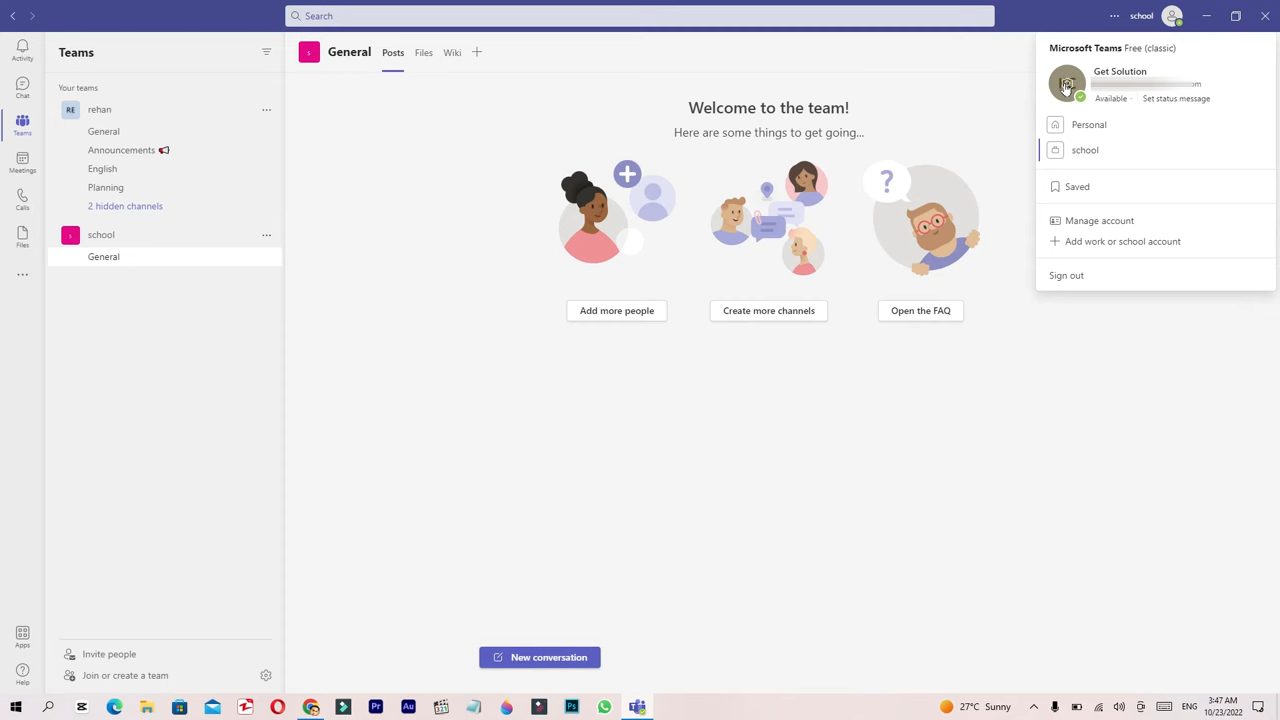 Search
school
Activity
Chat
Teams
Meetings
Calls
Files
Apps
Help
Teams
Your teams
RE rehan
General
Announcements
English
Planning
2 hidden channels
s school
General
Invite people
Join or create a team
s General Posts Files Wiki
Welcome to the team!
Here are some things to get going...
?
Add more people Create more channels Open the FAQ
New conversation
Microsoft Teams Free (classic)
Get Solution
Available Set status message
Personal
school
Saved
Manage account
Add work or school account
Sign out
Pr Au Ps
27°C Sunny
ENG
3:47 AM
10/23/2022